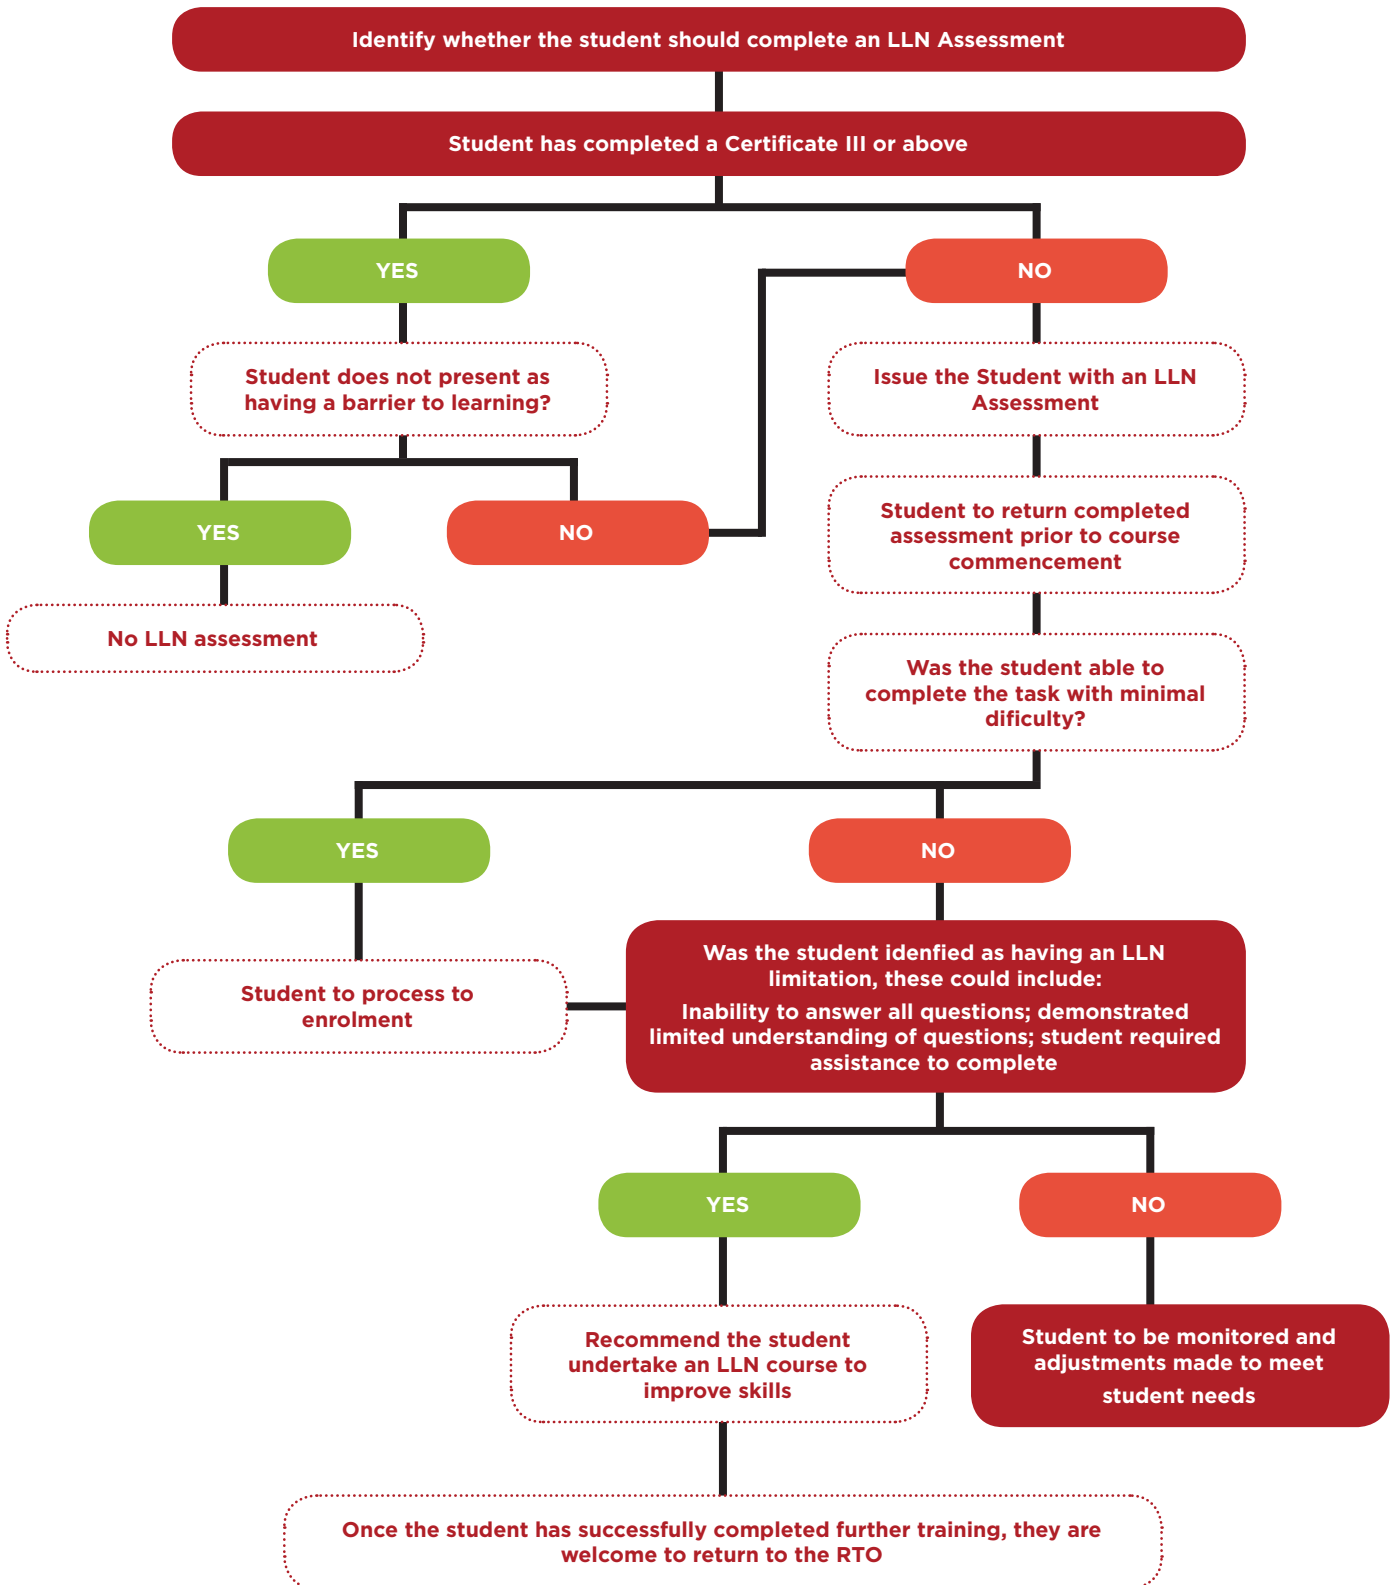 Identify whether the student should complete an LLN Assessment
Student has completed a Certificate III or above
YES
NO
Student does not present as
having a barrier to learning?
Issue the Student with an LLN
Assessment
YES
NO
Student to return completed
assessment prior to course
commencement
No LLN assessment
Was the student able to
complete the task with minimal
dificulty?
YES
NO
Student to process to
enrolment
Was the student idenfied as having an LLN
limitation, these could include:
Inability to answer all questions; demonstrated
limited understanding of questions; student required
assistance to complete
YES
NO
Recommend the student
undertake an LLN course to
improve skills
Student to be monitored and
adjustments made to meet
student needs
Once the student has successfully completed further training, they are
welcome to return to the RTO